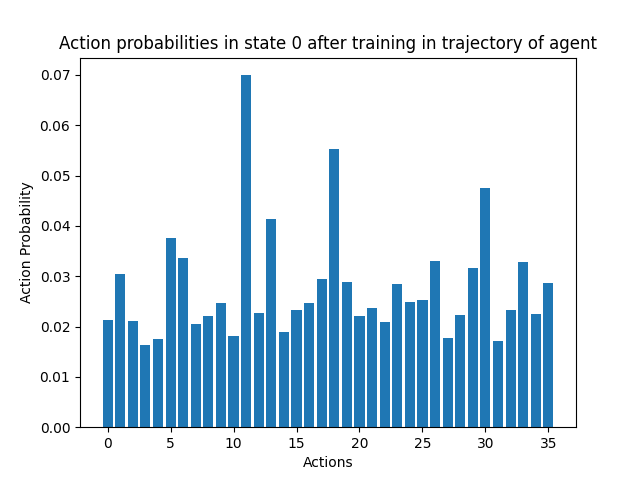 Action probabilities in state 0 after training in trajectory of agent
0.07
0.06
0.05
0.04
0.03
0.02
0.01
0.00
Action Probability
0 5 10 15 20 25 30 35
Actions